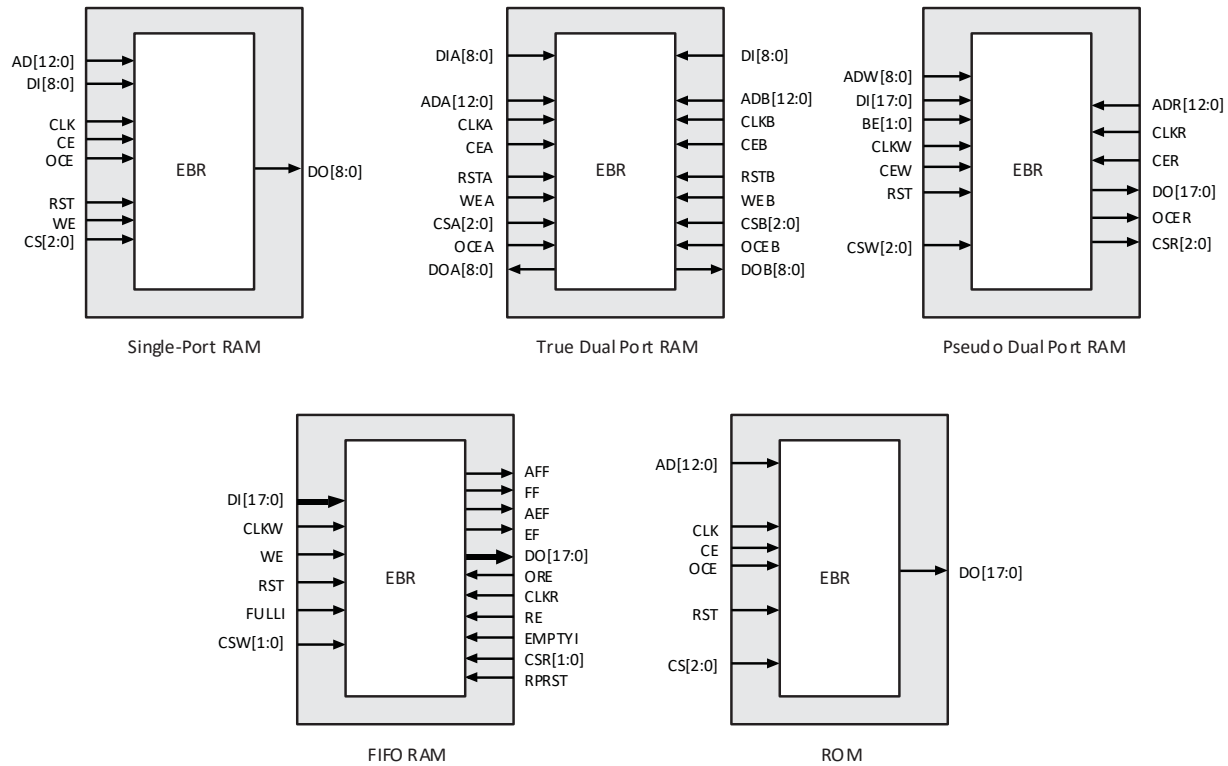 AD[12:0]
DI[8:0]
CLK
CE
OCE
RST
WE
CS[2:0]
EBR
DO[8:0]
Single-Port RAM
DIA[8:0]
ADA[12:0]
CLKA
CEA
RSTA
WEA
CSA[2:0]
OCEA
DOA[8:0]
EBR
DI[8:0]
ADB[12:0]
CLKB
CEB
RSTB
WEB
CSB[2:0]
OCEB
DOB[8:0]
True Dual Port RAM
ADW[8:0]
DI[17:0]
BE[1:0]
CLKW
CEW
RST
CSW[2:0]
EBR
ADR[12:0]
CLKR
CER
DO[17:0]
OCER
CSR[2:0]
Pseudo Dual Port RAM
DI[17:0]
CLKW
WE
RST
FULLI
CSW[1:0]
EBR
AFF
FF
AEF
EF
DO[17:0]
ORE
CLKR
RE
EMPTYI
CSR[1:0]
RPRST
FIFO RAM
AD[12:0]
CLK
CE
OCE
RST
CS[2:0]
EBR
DO[17:0]
ROM